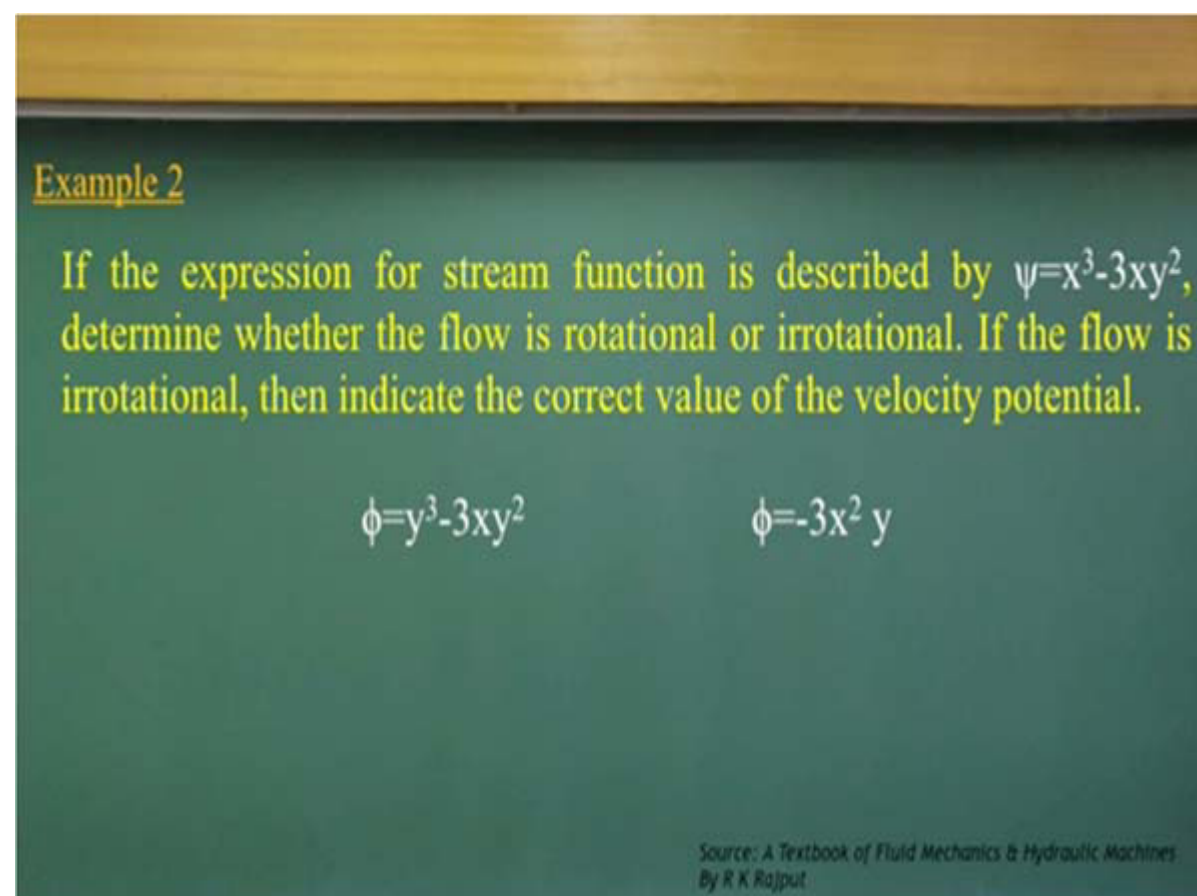 Example 2
If the expression for stream function is described by ψ=x³-3xy²,
determine whether the flow is rotational or irrotational. If the flow is
irrotational, then indicate the correct value of the velocity potential.
ϕ=y³-3xy² ϕ=-3x² y
Source: A Textbook of Fluid Mechanics & Hydraulic Machines
By R K Rajput